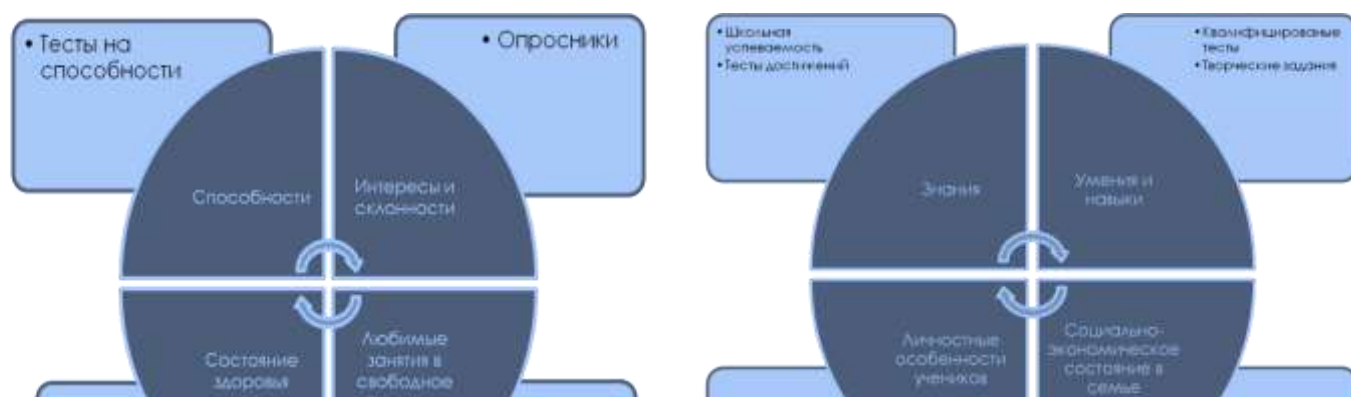 • Тесты на
способности
• Опросники
Способности
Интересы и
склонности
Состояние
здоровья
Любимые
занятия в
свободное
• Школьная
успеваемость
• Тесты достижений
• Квалифицированые
тесты
• Творческие задания
Знания
Умения и
навыки
Личностные
особенности
учеников
Социально-
экономическое
состояние в
семье